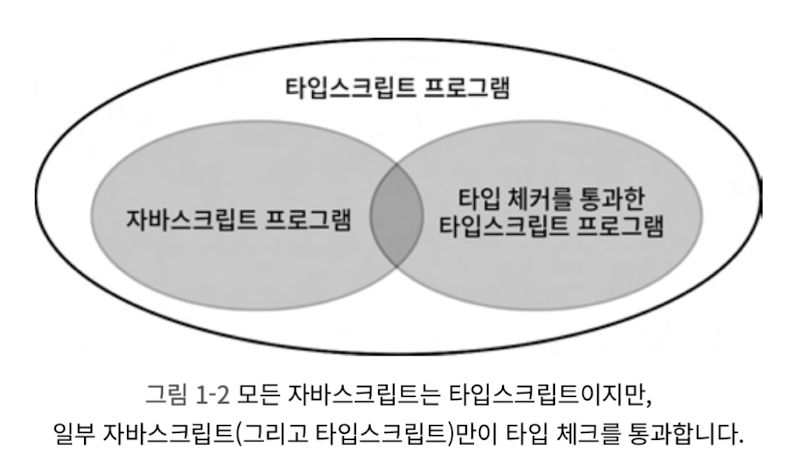 타입스크립트 프로그램
자바스크립트 프로그램
타입 체커를 통과한
타입스크립트 프로그램
그림 1-2 모든 자바스크립트는 타입스크립트이지만,
일부 자바스크립트(그리고 타입스크립트)만이 타입 체크를 통과합니다.